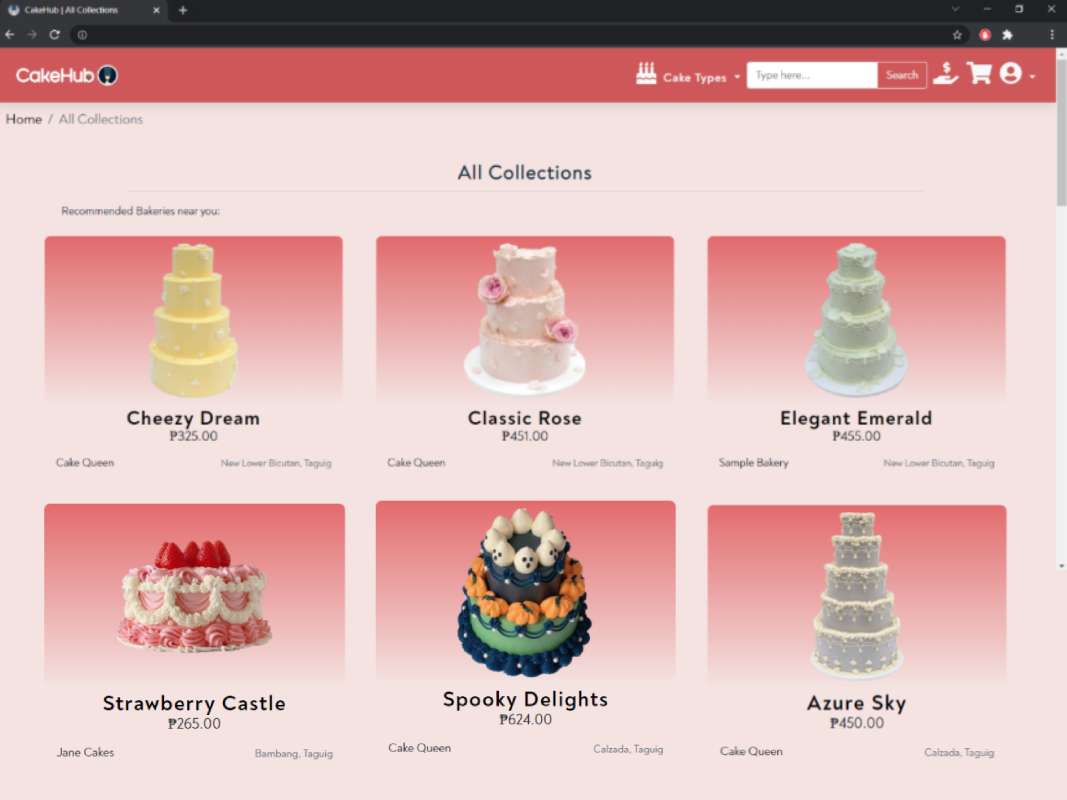 CakeHub | All Collections
CakeHub
Cake Types
Type here...
Search
Home / All Collections
All Collections
Recommended Bakeries near you:
Cheezy Dream
₱325.00
Cake Queen
New Lower Bicutan, Taguig
Classic Rose
₱451.00
Cake Queen
New Lower Bicutan, Taguig
Elegant Emerald
₱455.00
Sample Bakery
New Lower Bicutan, Taguig
Strawberry Castle
₱265.00
Jane Cakes
Bambang, Taguig
Spooky Delights
₱624.00
Cake Queen
Calzada, Taguig
Azure Sky
₱450.00
Cake Queen
Calzada, Taguig